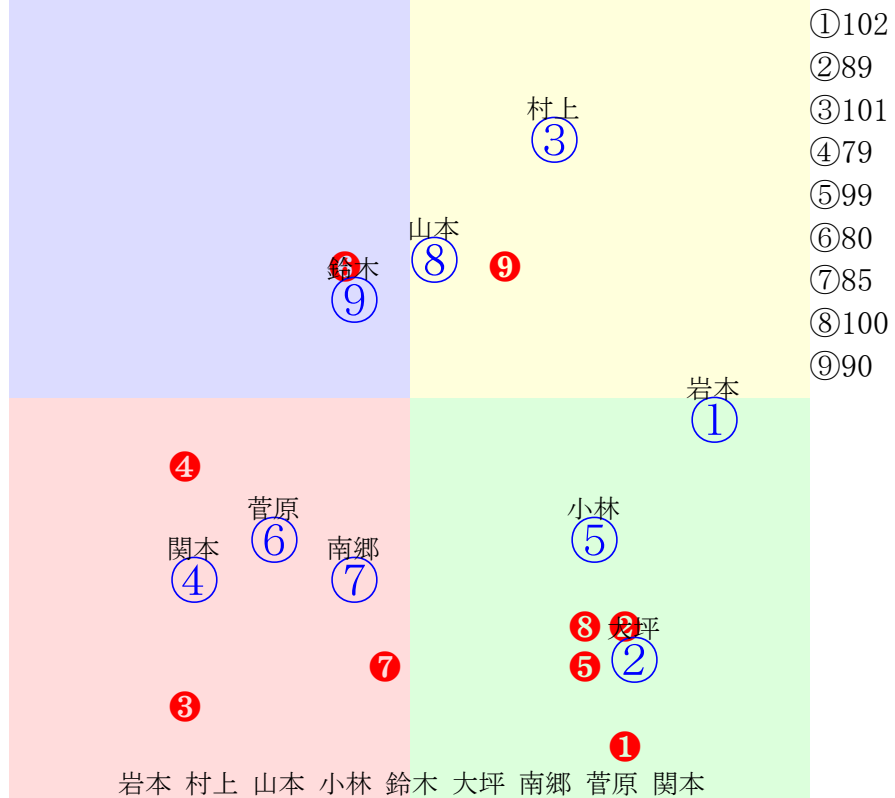 ①102
②89
③101
④79
⑤99
⑥80
⑦85
⑧100
⑨90
村上
③
山本
⑧
❻ ❾
鈴木
⑨
岩本
①
❹
菅原
⑥
小林
⑤
関本
④
南郷
⑦
❽ ❷
大坪
②
❼ ❺
❸
❶
岩本 村上 山本 小林 鈴木 大坪 南郷 菅原 関本